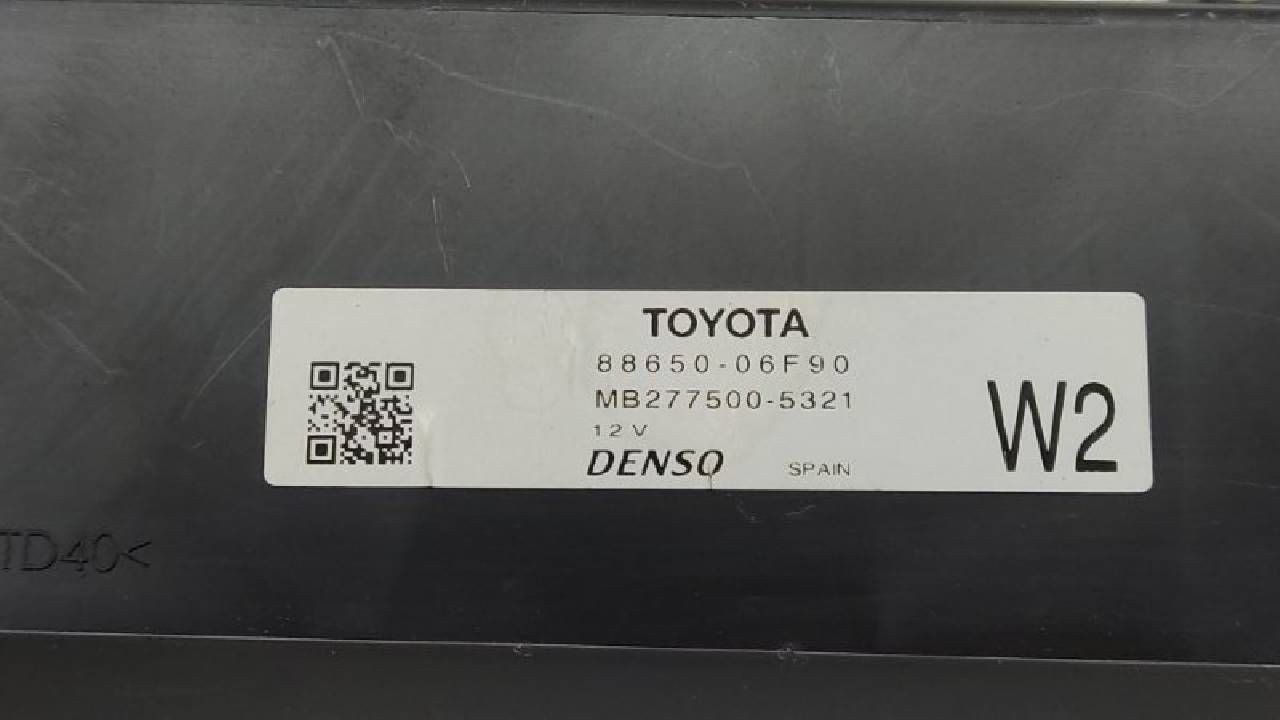 TOYOTA
88650-06F90
MB277500-5321
12V
DENSO SPAIN
W2
TD40<